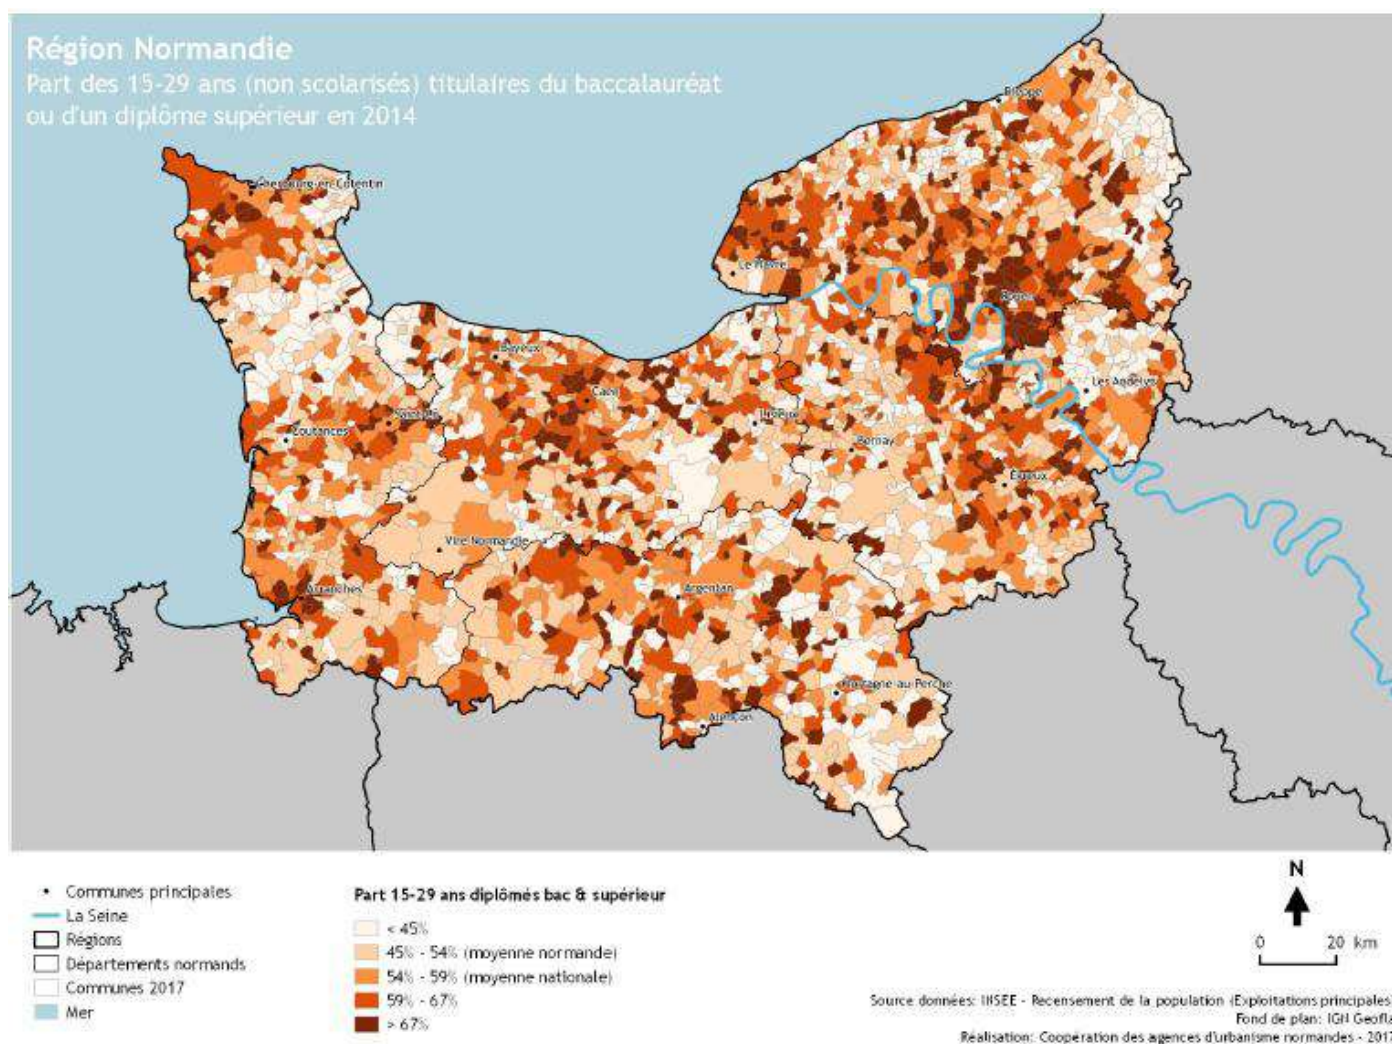 Région Normandie
Part des 15-29 ans (non scolarisés) titulaires du baccalauréat
ou d'un diplôme supérieur en 2014
Dieppe
Cherbourg-en-Cotentin
Le Havre
Rouen
Bayeux
Les Andelys
Caen
Saint-Lô
Lisieux
Coutances
Bernay
Évreux
Vire Normandie
Avranches
Argentan
Mortagne-au-Perche
Alençon
Communes principales
La Seine
Régions
Départements normands
Communes 2017
Mer
Part 15-29 ans diplômés bac & supérieur
< 45%
45% - 54% (moyenne normande)
54% - 59% (moyenne nationale)
59% - 67%
> 67%
N
0 20 km
Source données: INSEE - Recensement de la population (Exploitations principales)
Fond de plan: IGN Geofla
Réalisation: Coopération des agences d'urbanisme normandes - 2017